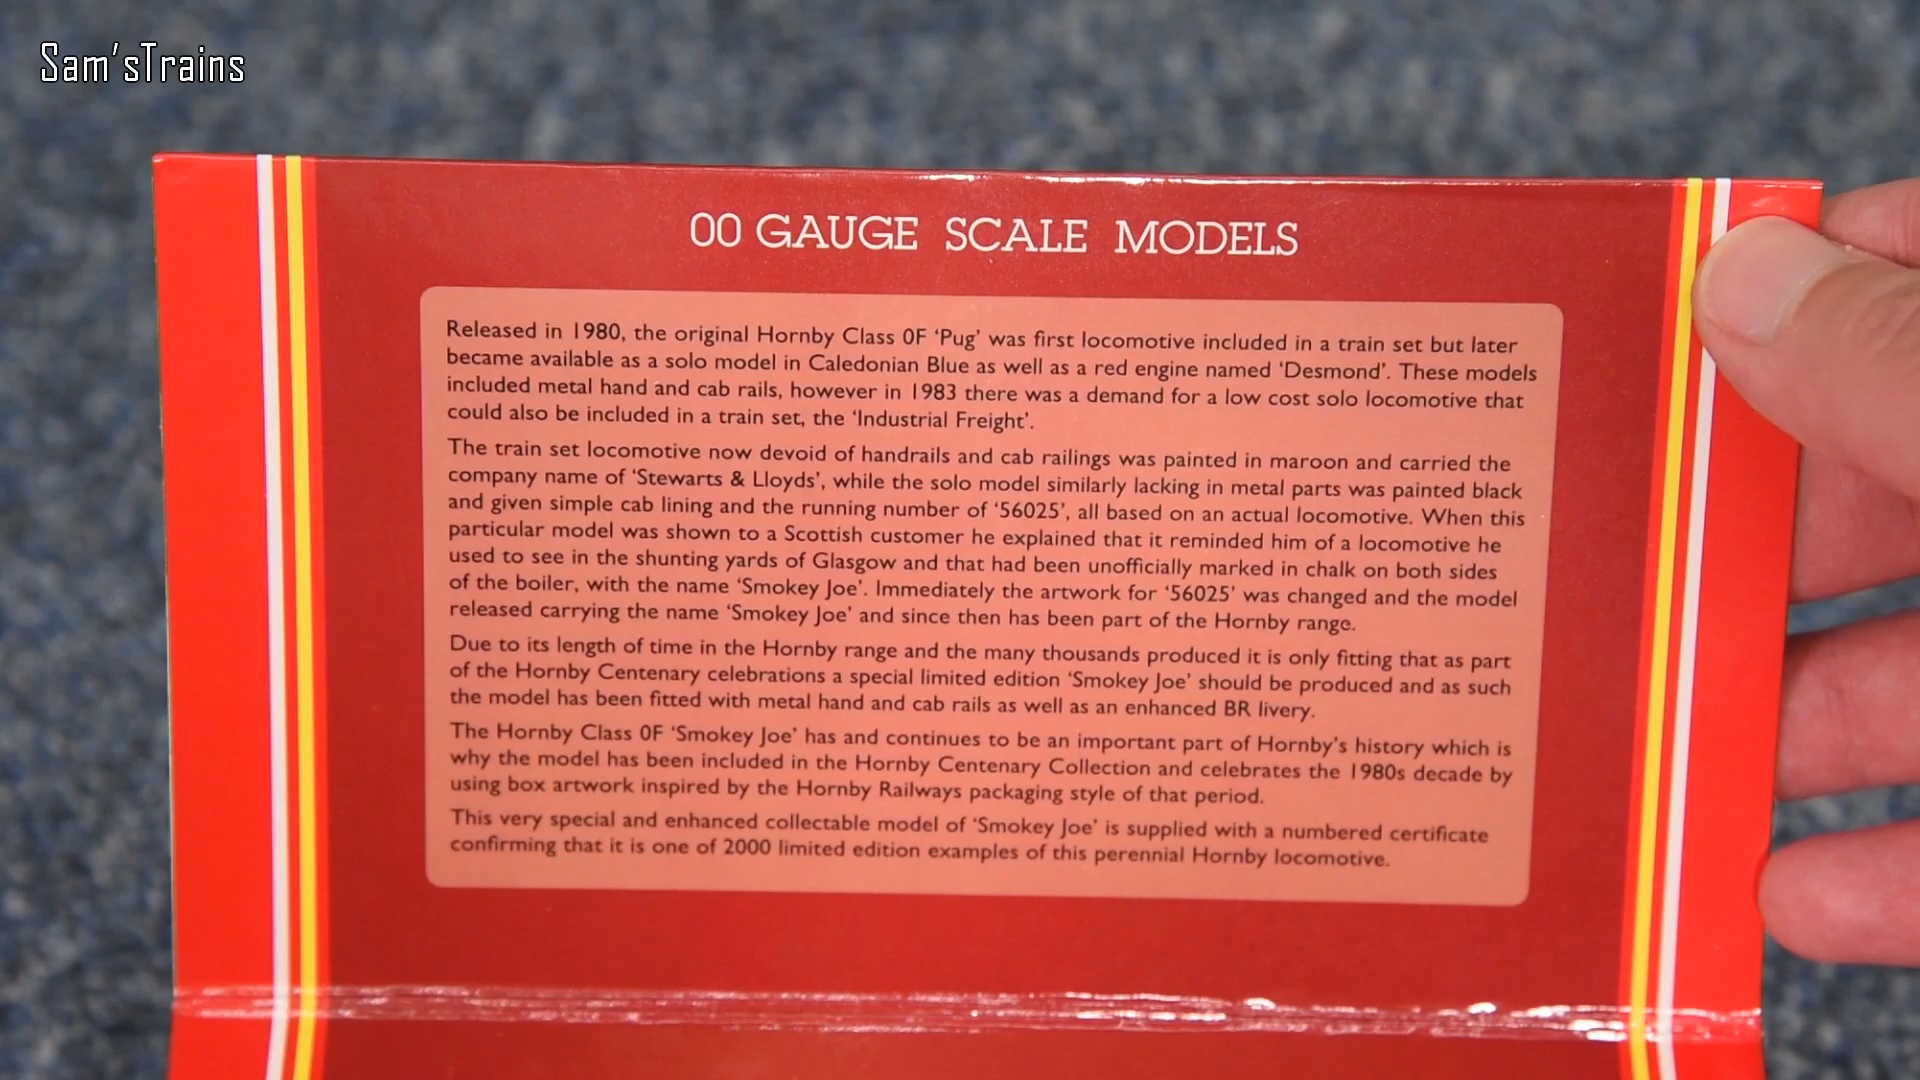 Sam'sTrains
00 GAUGE SCALE MODELS
Released in 1980, the original Hornby Class 0F 'Pug' was first locomotive included in a train set but later
became available as a solo model in Caledonian Blue as well as a red engine named 'Desmond'. These models
included metal hand and cab rails, however in 1983 there was a demand for a low cost solo locomotive that
could also be included in a train set, the 'Industrial Freight'.
The train set locomotive now devoid of handrails and cab railings was painted in maroon and carried the
company name of 'Stewarts & Lloyds', while the solo model similarly lacking in metal parts was painted black
and given simple cab lining and the running number of '56025', all based on an actual locomotive. When this
particular model was shown to a Scottish customer he explained that it reminded him of a locomotive he
used to see in the shunting yards of Glasgow and that had been unofficially marked in chalk on both sides
of the boiler, with the name 'Smokey Joe'. Immediately the artwork for '56025' was changed and the model
released carrying the name 'Smokey Joe' and since then has been part of the Hornby range.
Due to its length of time in the Hornby range and the many thousands produced it is only fitting that as part
of the Hornby Centenary celebrations a special limited edition 'Smokey Joe' should be produced and as such
the model has been fitted with metal hand and cab rails as well as an enhanced BR livery.
The Hornby Class 0F 'Smokey Joe' has and continues to be an important part of Hornby's history which is
why the model has been included in the Hornby Centenary Collection and celebrates the 1980s decade by
using box artwork inspired by the Hornby Railways packaging style of that period.
This very special and enhanced collectable model of 'Smokey Joe' is supplied with a numbered certificate
confirming that it is one of 2000 limited edition examples of this perennial Hornby locomotive.